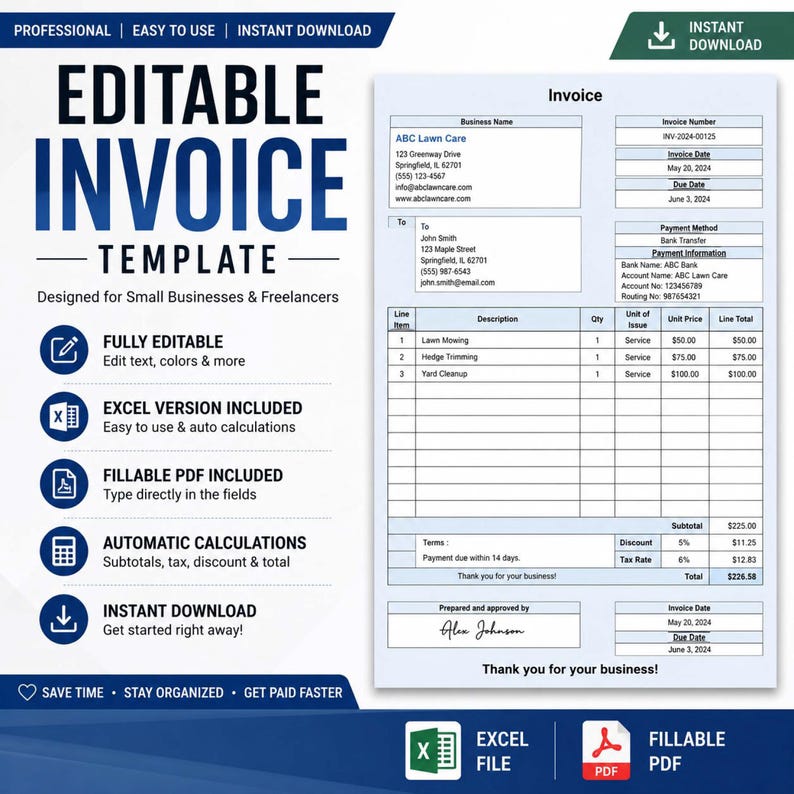 PROFESSIONAL | EASY TO USE | INSTANT DOWNLOAD
INSTANT
DOWNLOAD
EDITABLE
INVOICE
TEMPLATE
Designed for Small Businesses & Freelancers
FULLY EDITABLE
Edit text, colors & more
EXCEL VERSION INCLUDED
Easy to use & auto calculations
FILLABLE PDF INCLUDED
Type directly in the fields
AUTOMATIC CALCULATIONS
Subtotals, tax, discount & total
INSTANT DOWNLOAD
Get started right away!
SAVE TIME • STAY ORGANIZED • GET PAID FASTER
Invoice
Business Name
ABC Lawn Care
123 Greenway Drive
Springfield, IL 62701
(555) 123-4567
info@abclawncare.com
www.abclawncare.com
Invoice Number
INV-2024-00125
Invoice Date
May 20, 2024
Due Date
June 3, 2024
To
To
John Smith
123 Maple Street
Springfield, IL 62701
(555) 987-6543
john.smith@email.com
Payment Method
Bank Transfer
Payment Information
Bank Name: ABC Bank
Account Name: ABC Lawn Care
Account No: 123456789
Routing No: 987654321
Line Item Description Qty Unit of Issue Unit Price Line Total
1 Lawn Mowing 1 Service $50.00 $50.00
2 Hedge Trimming 1 Service $75.00 $75.00
3 Yard Cleanup 1 Service $100.00 $100.00
Subtotal $225.00
Terms : Discount 5% $11.25
Payment due within 14 days. Tax Rate 6% $12.83
Thank you for your business! Total $226.58
Prepared and approved by
Alex Johnson
Invoice Date
May 20, 2024
Due Date
June 3, 2024
Thank you for your business!
X
EXCEL
FILE
PDF
FILLABLE
PDF